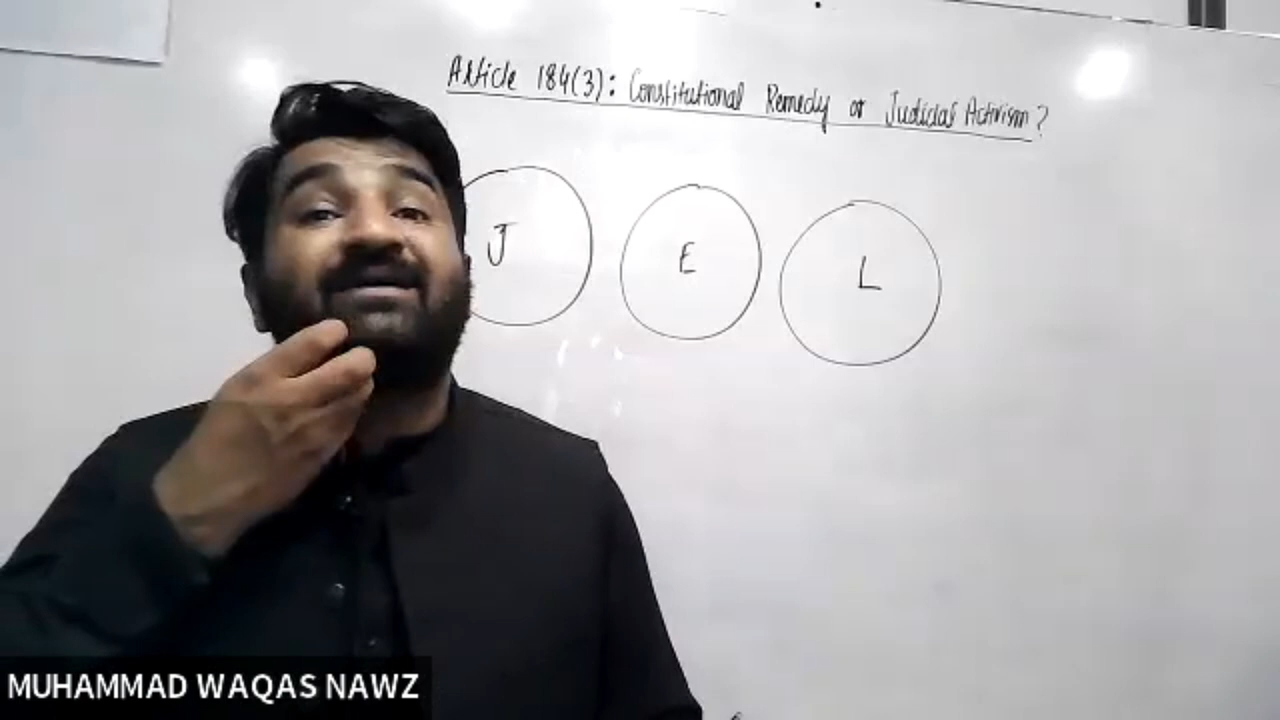 Article 184(3): Constitutional Remedy or Judicial Activism?
J E L
MUHAMMAD WAQAS NAWZ